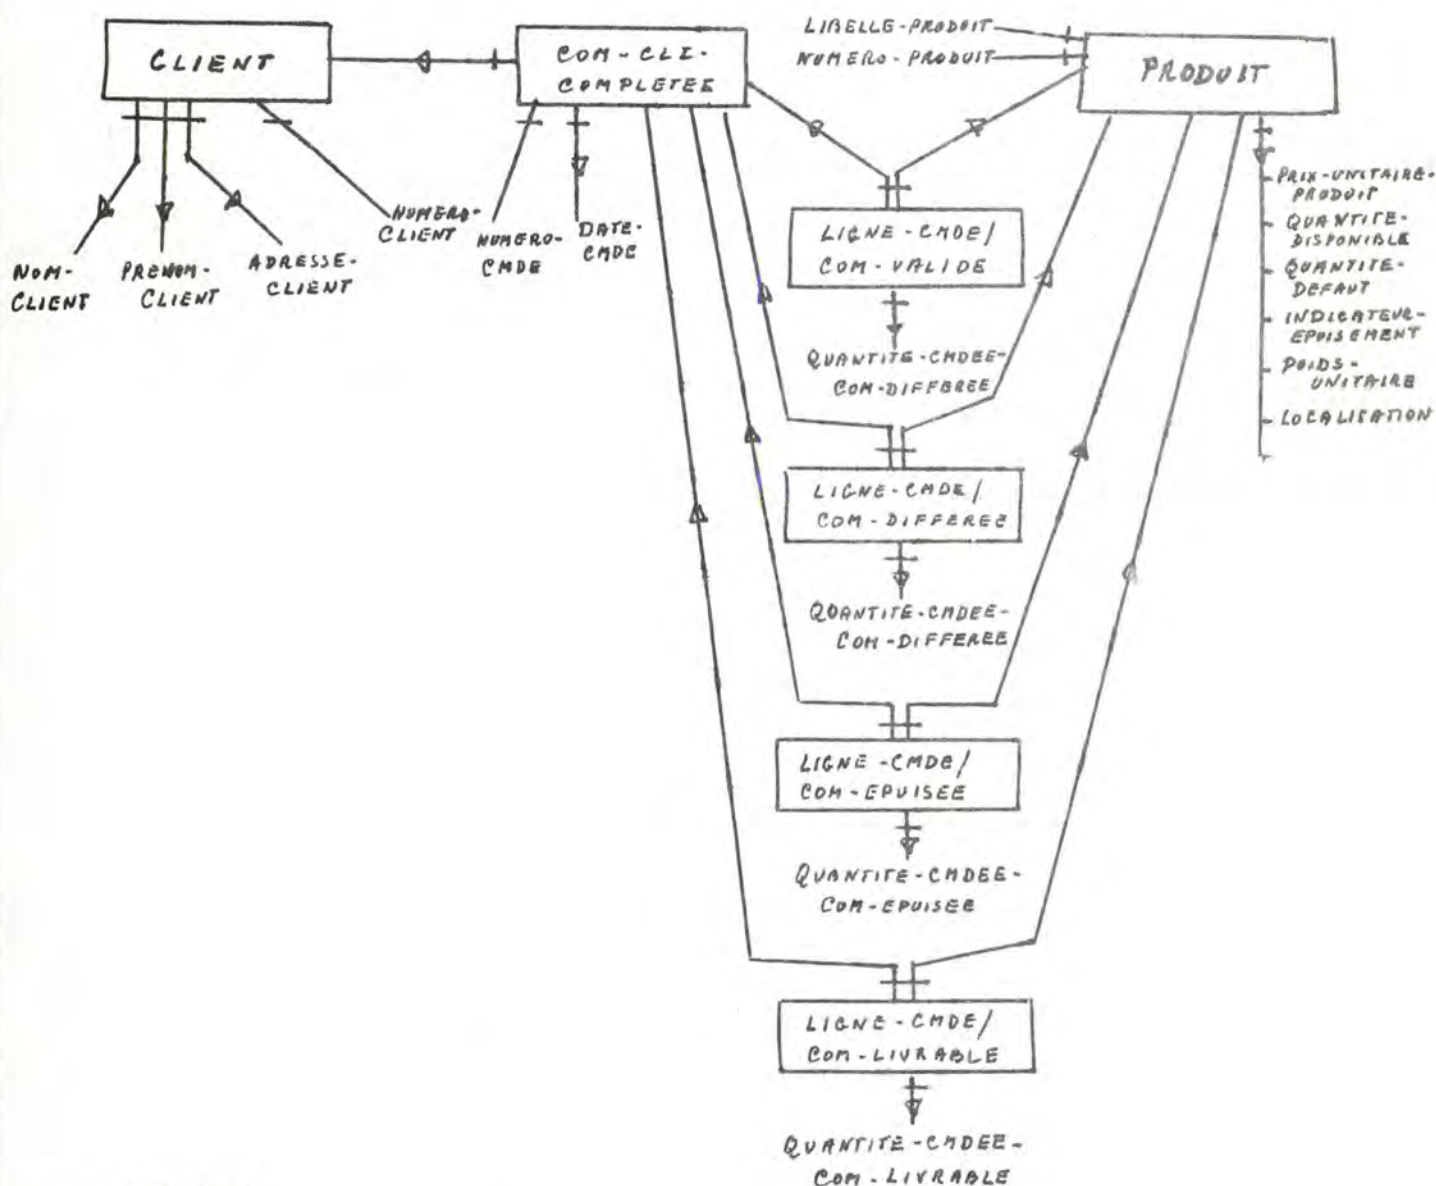 CLIENT
COM-CLI-
COMPLETEE
LIBELLE-PRODUIT
NUMERO-PRODUIT
PRODUIT
NOM-
CLIENT
PRENOM-
CLIENT
ADRESSE-
CLIENT
NUMERO-
CLIENT
NUMERO-
CMDE
DATE-
CMDE
LIGNE-CMDE/
COM-VALIDE
QUANTITE-CMDEE-
COM-DIFFEREE
PRIX-UNITAIRE-
PRODUIT
QUANTITE-
DISPONIBLE
QUANTITE-
DEFAUT
INDICATEUR-
EPUISEMENT
POIDS-
UNITAIRE
LOCALISATION
LIGNE-CMDE/
COM-DIFFEREE
QUANTITE-CMDEE-
COM-DIFFEREE
LIGNE-CMDE/
COM-EPUISEE
QUANTITE-CMDEE-
COM-EPUISEE
LIGNE-CMDE/
COM-LIVRABLE
QUANTITE-CMDEE-
COM-LIVRABLE